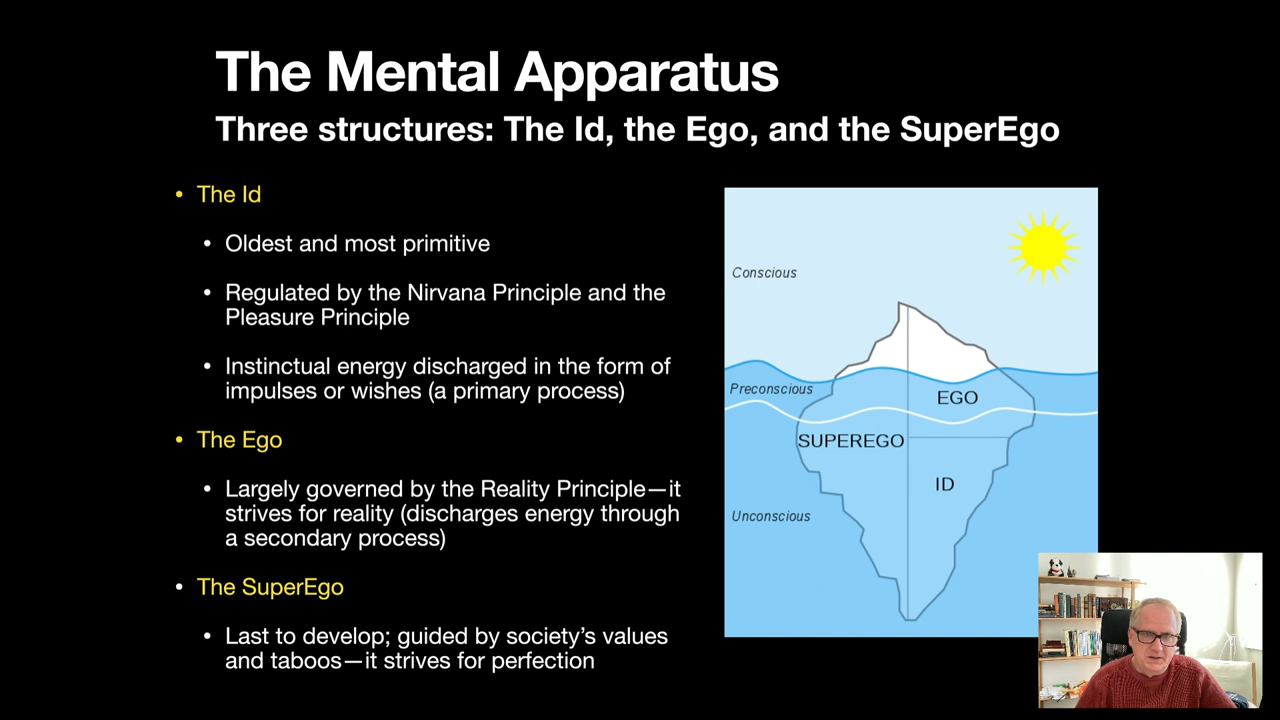 The Mental Apparatus
Three structures: The Id, the Ego, and the SuperEgo
• The Id
• Oldest and most primitive
• Regulated by the Nirvana Principle and the
Pleasure Principle
• Instinctual energy discharged in the form of
impulses or wishes (a primary process)
• The Ego
• Largely governed by the Reality Principle—it
strives for reality (discharges energy through
a secondary process)
• The SuperEgo
• Last to develop; guided by society’s values
and taboos—it strives for perfection
Conscious
Preconscious
EGO
SUPEREGO
ID
Unconscious